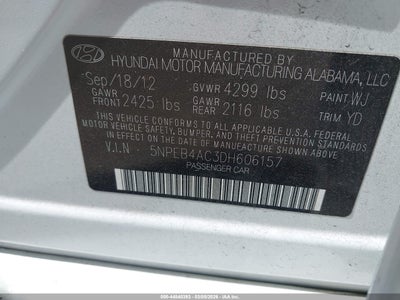 MANUFACTURED BY
HYUNDAI MOTOR MANUFACTURING ALABAMA, LLC
Sep/18/12 GVWR 4299 lbs PAINT WJ
GAWR FRONT 2425 lbs GAWR REAR 2116 lbs TRIM YD
THIS VEHICLE CONFORMS TO ALL APPLICABLE U.S. FEDERAL
MOTOR VEHICLE SAFETY, BUMPER, AND THEFT PREVENTION STANDARDS
IN EFFECT ON THE DATE OF MANUFACTURE SHOWN ABOVE.
V.I.N 5NPEB4AC3DH606157
PASSENGER CAR